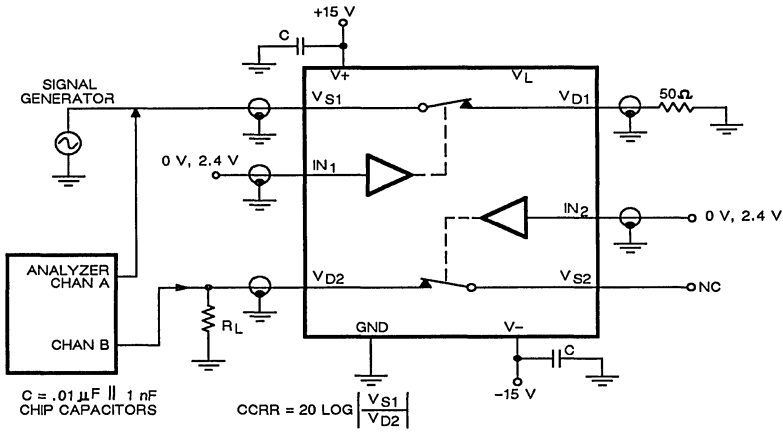 +15 V
C
V+
VL
SIGNAL
GENERATOR
VS1
VD1
50Ω
0 V, 2.4 V
IN1
IN2
0 V, 2.4 V
ANALYZER
CHAN A
VD2
VS2
NC
RL
CHAN B
GND
V–
C
–15 V
C = .01 µF || 1 nF
CHIP CAPACITORS
CCRR = 20 LOG |VS1/VD2|